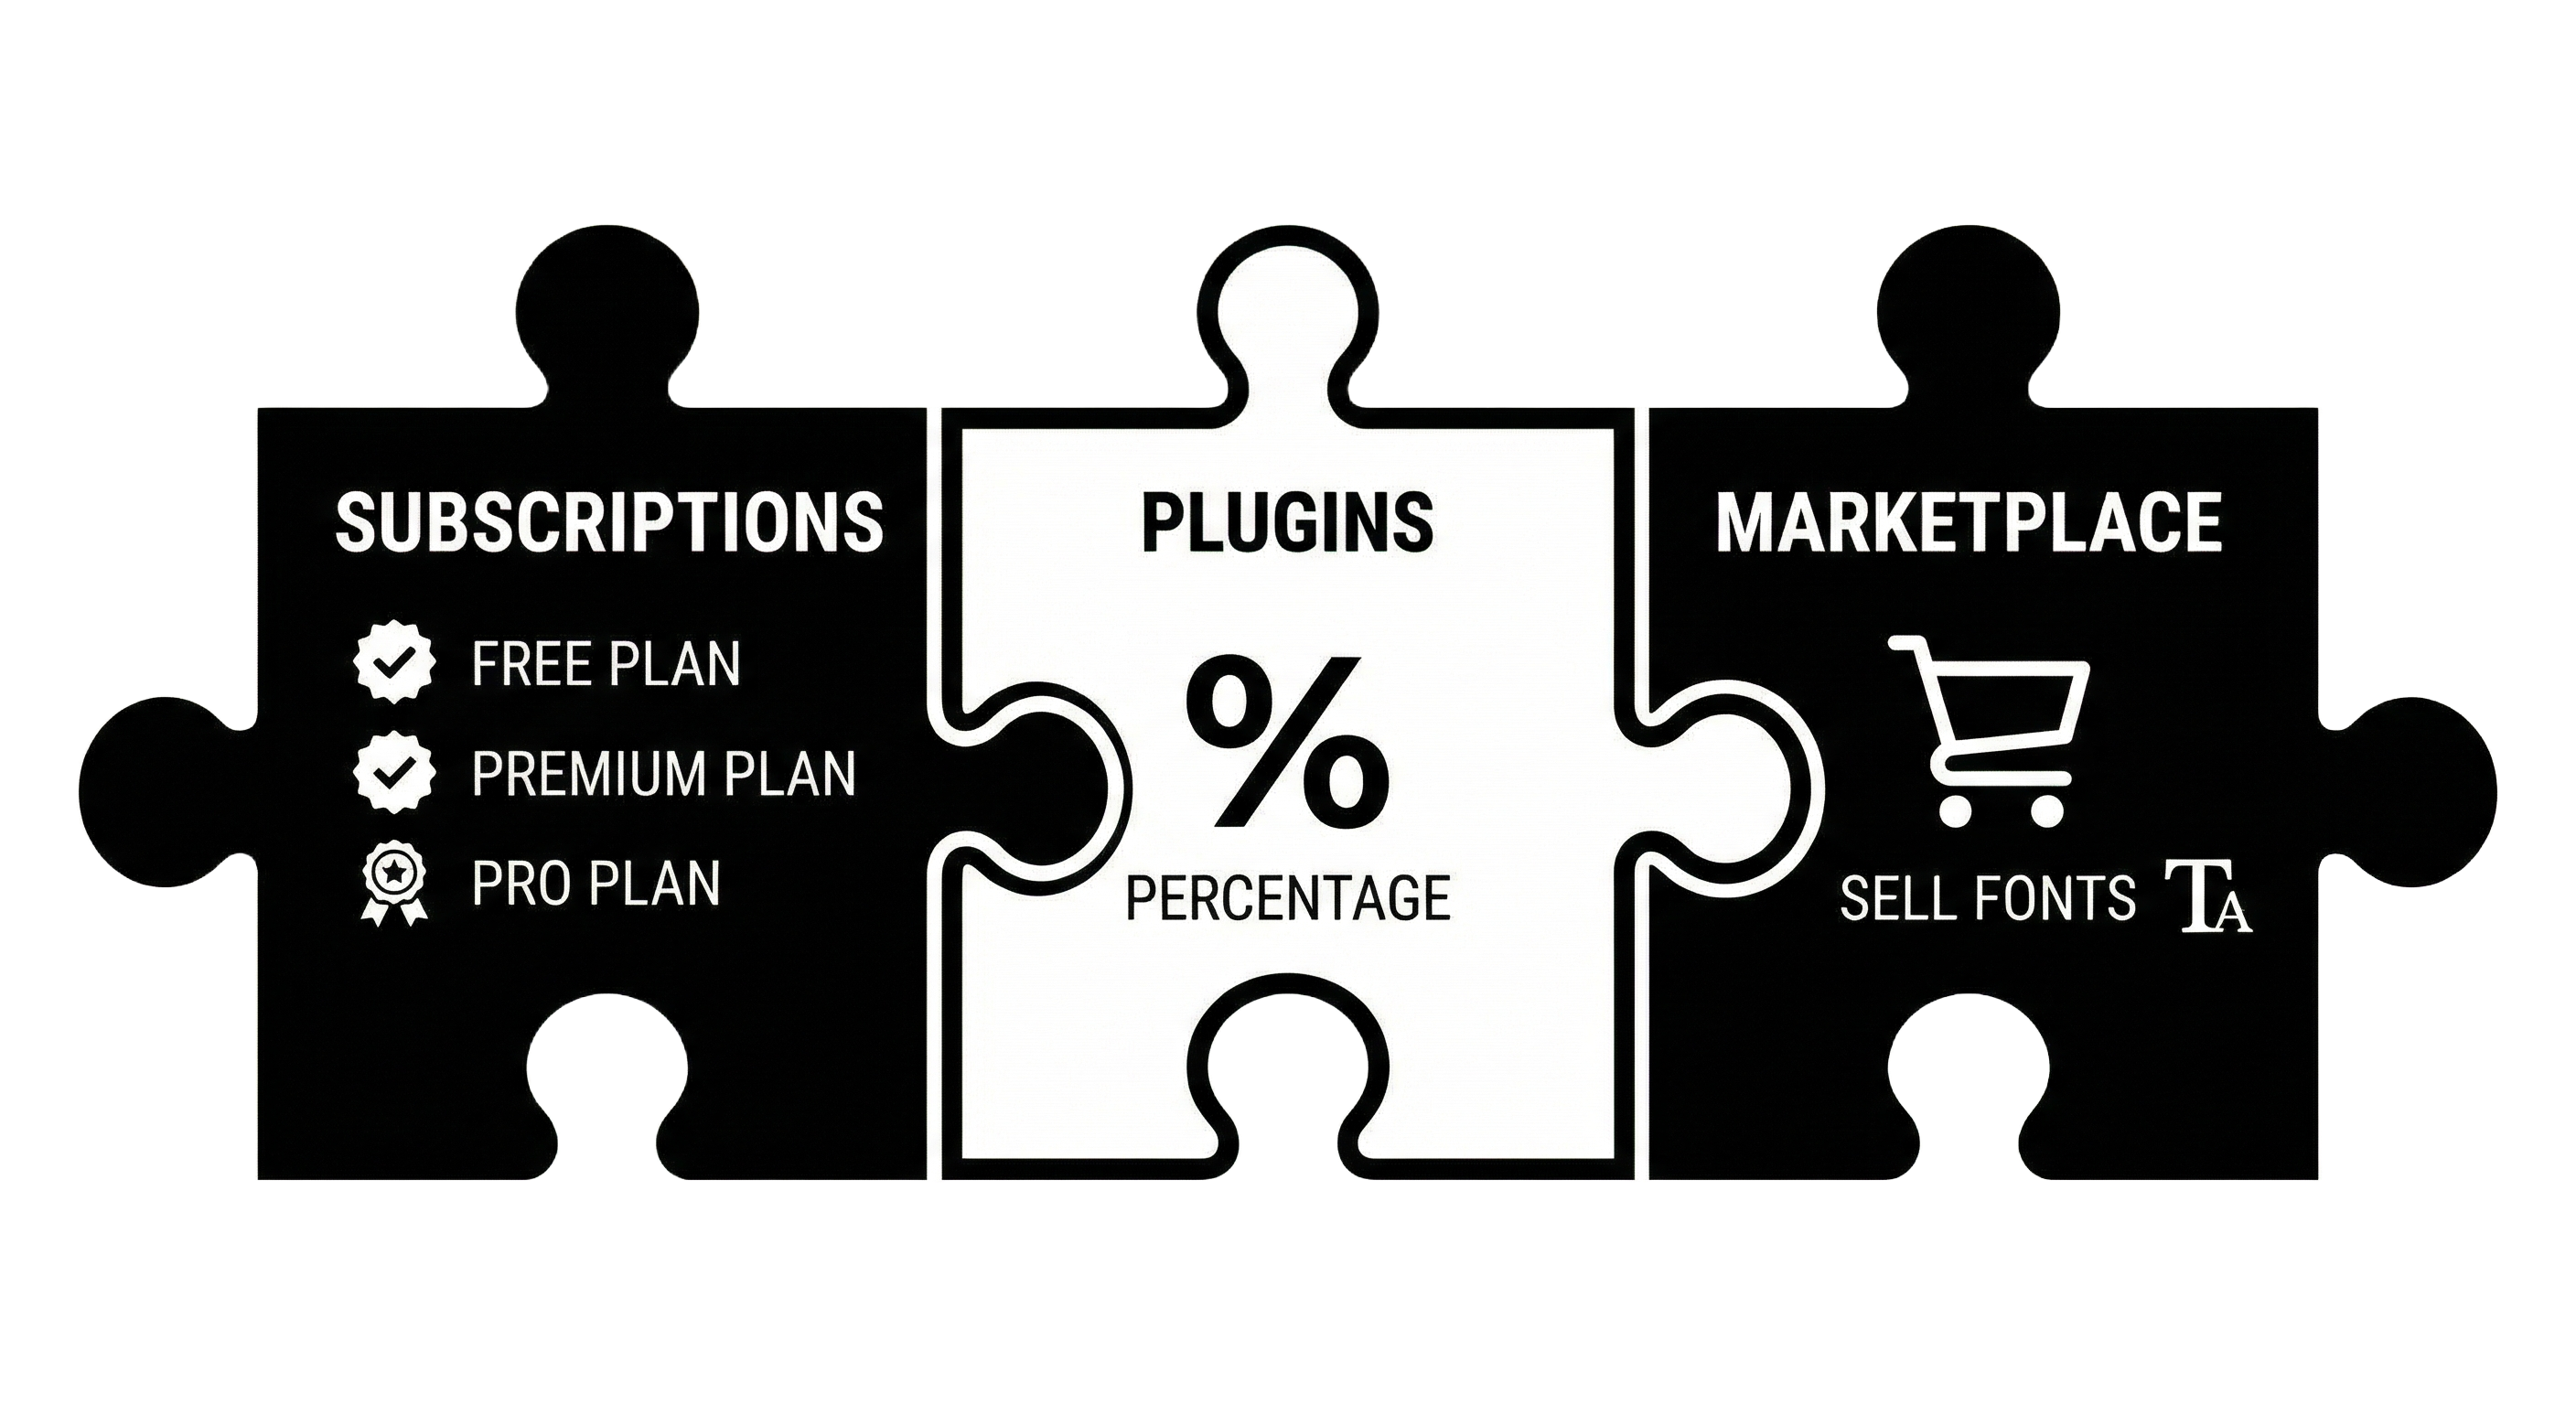 SUBSCRIPTIONS
FREE PLAN
PREMIUM PLAN
PRO PLAN
PLUGINS
%
PERCENTAGE
MARKETPLACE
SELL FONTS TA